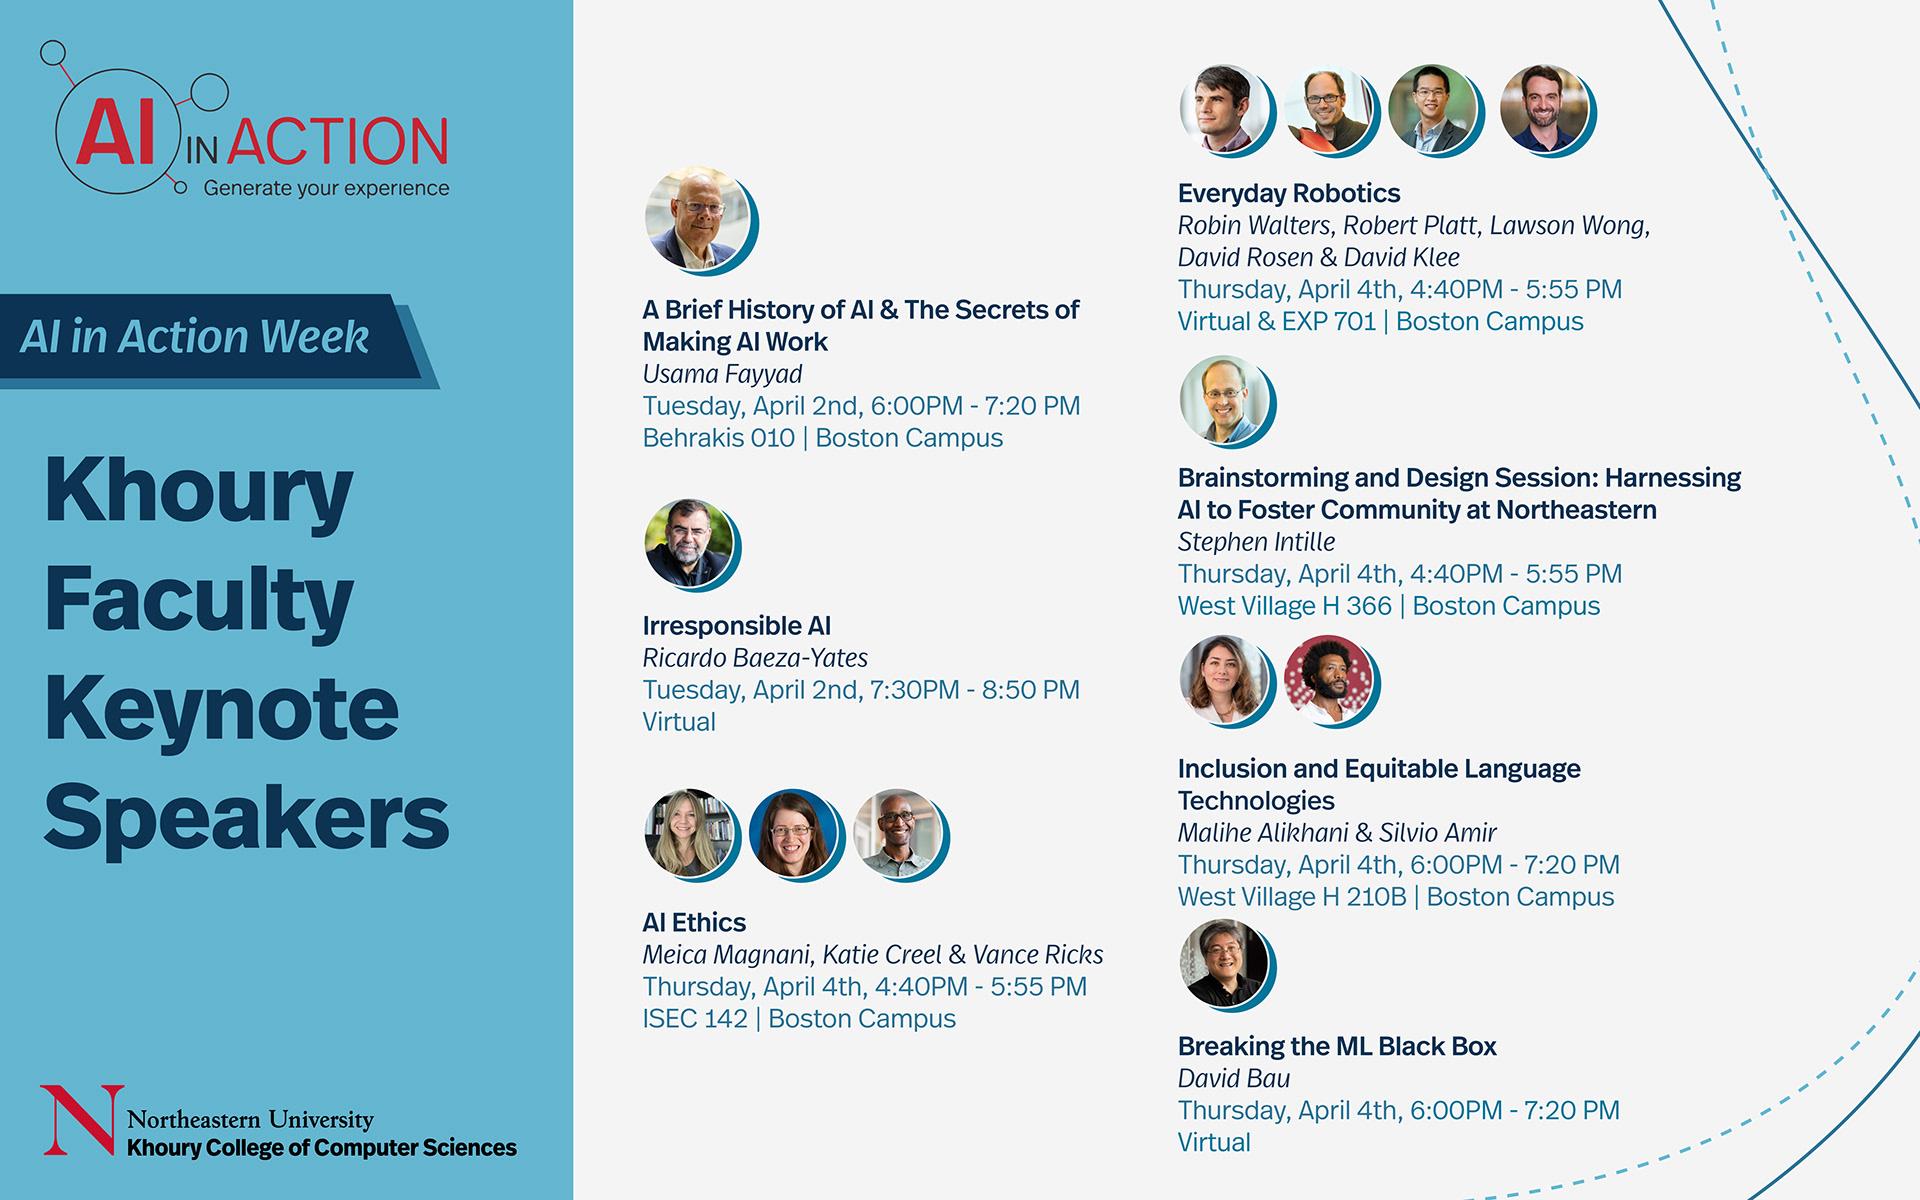 AI IN ACTION
Generate your experience
AI in Action Week
Khoury
Faculty
Keynote
Speakers
N Northeastern University
Khoury College of Computer Sciences
A Brief History of AI & The Secrets of
Making AI Work
Usama Fayyad
Tuesday, April 2nd, 6:00PM - 7:20 PM
Behrakis 010 | Boston Campus
Irresponsible AI
Ricardo Baeza-Yates
Tuesday, April 2nd, 7:30PM - 8:50 PM
Virtual
AI Ethics
Meica Magnani, Katie Creel & Vance Ricks
Thursday, April 4th, 4:40PM - 5:55 PM
ISEC 142 | Boston Campus
Everyday Robotics
Robin Walters, Robert Platt, Lawson Wong,
David Rosen & David Klee
Thursday, April 4th, 4:40PM - 5:55 PM
Virtual & EXP 701 | Boston Campus
Brainstorming and Design Session: Harnessing
AI to Foster Community at Northeastern
Stephen Intille
Thursday, April 4th, 4:40PM - 5:55 PM
West Village H 366 | Boston Campus
Inclusion and Equitable Language
Technologies
Malihe Alikhani & Silvio Amir
Thursday, April 4th, 6:00PM - 7:20 PM
West Village H 210B | Boston Campus
Breaking the ML Black Box
David Bau
Thursday, April 4th, 6:00PM - 7:20 PM
Virtual